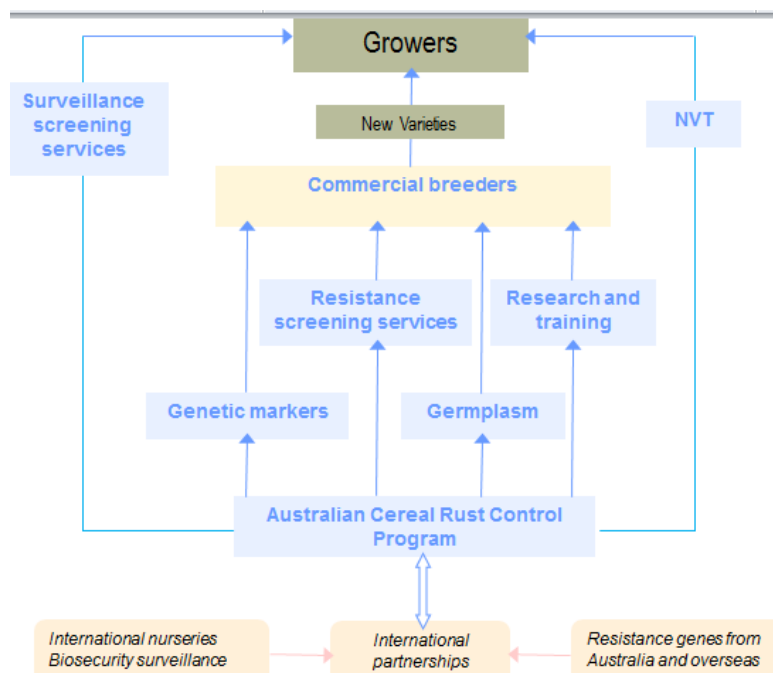 Growers
Surveillance
screening
services
NVT
New Varieties
Commercial breeders
Resistance
screening services
Research and
training
Genetic markers
Germplasm
Australian Cereal Rust Control
Program
International nurseries
Biosecurity surveillance
International
partnerships
Resistance genes from
Australia and overseas